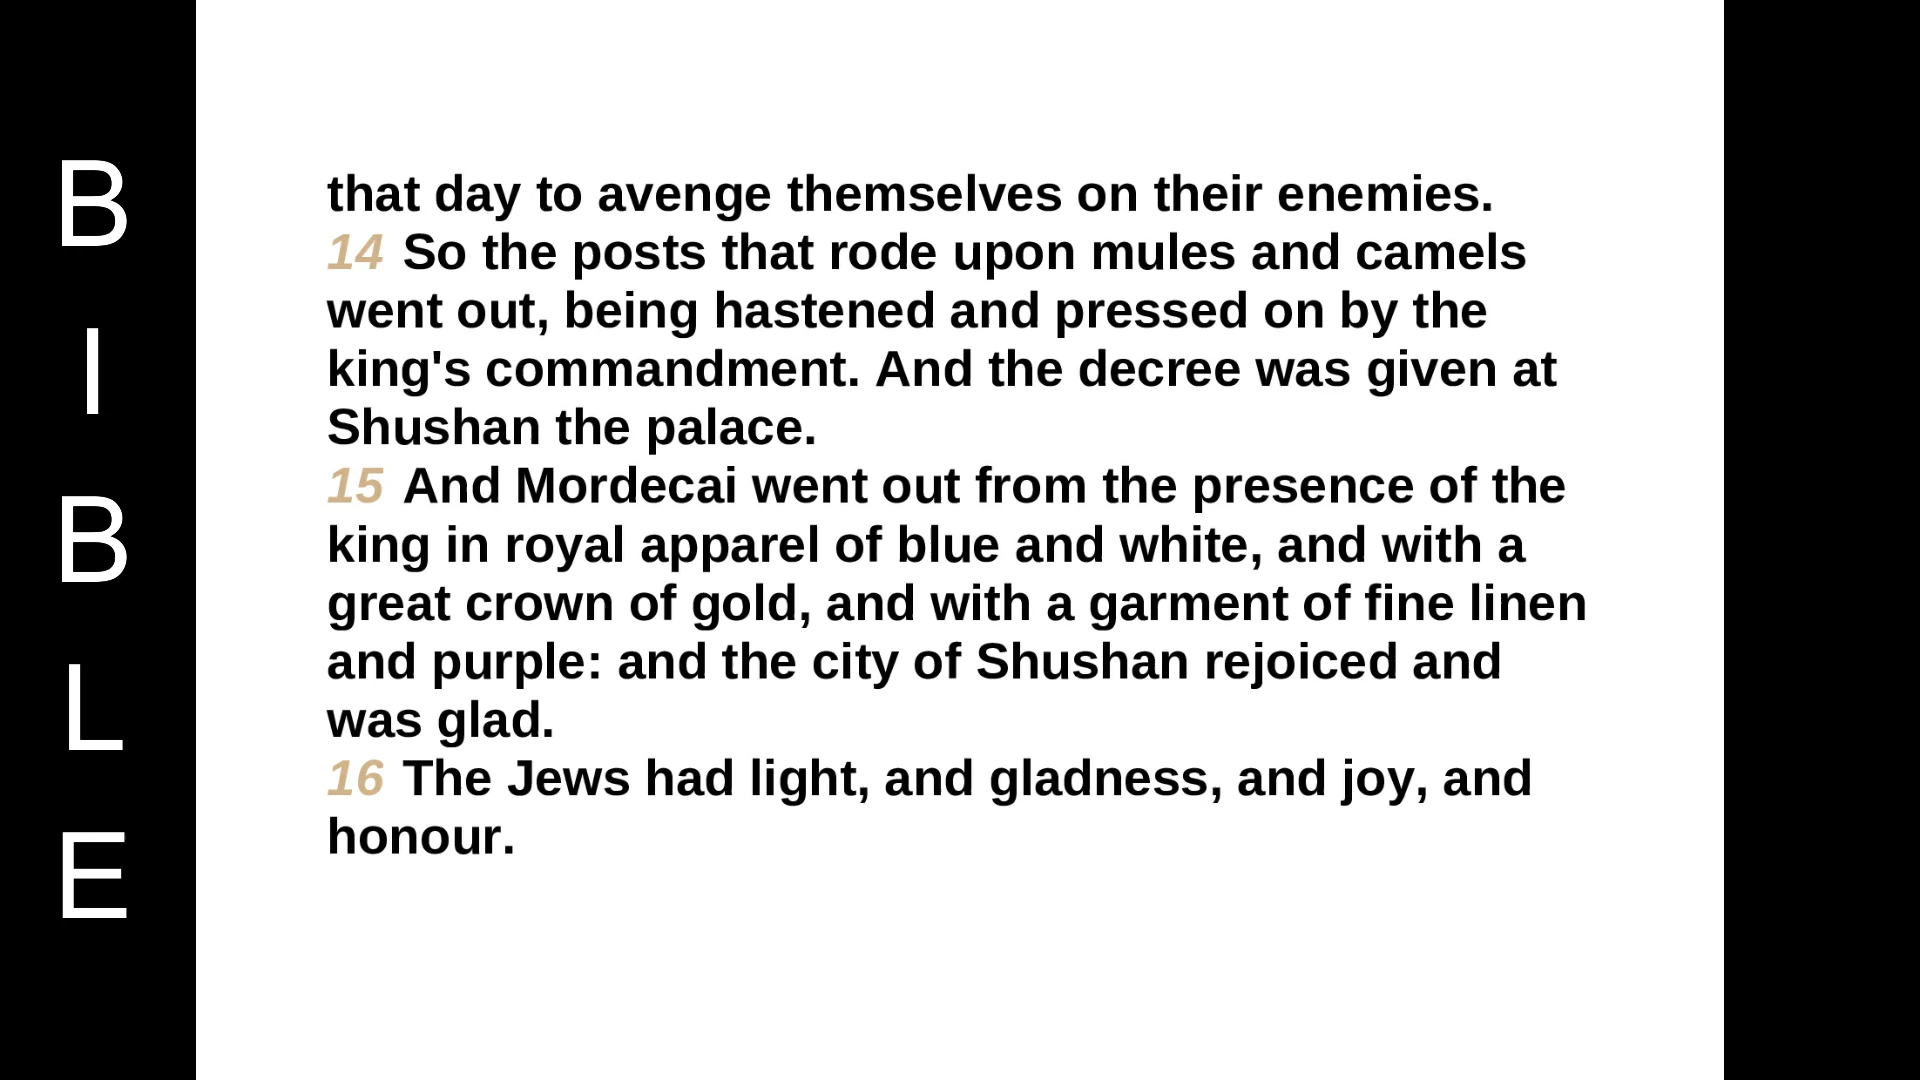 BIBLE
that day to avenge themselves on their enemies.
14 So the posts that rode upon mules and camels
went out, being hastened and pressed on by the
king's commandment. And the decree was given at
Shushan the palace.
15 And Mordecai went out from the presence of the
king in royal apparel of blue and white, and with a
great crown of gold, and with a garment of fine linen
and purple: and the city of Shushan rejoiced and
was glad.
16 The Jews had light, and gladness, and joy, and
honour.